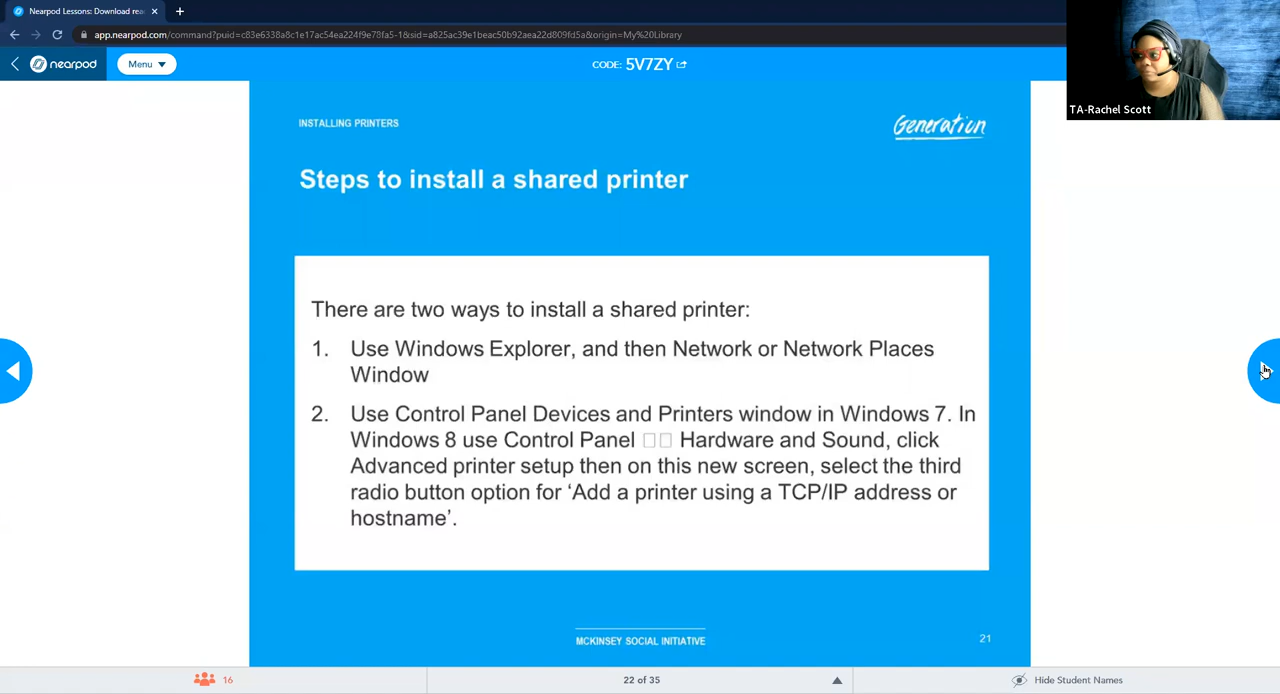 Nearpod Lessons: Download rea
app.nearpod.com/command?puid=c83e6338a8c1e17ac54ea224f9e78fa5-1&sid=a825ac39e1beac50b92aea22d809fd5a&origin=My%20Library
nearpod
Menu
CODE: 5V7ZY
TA-Rachel Scott
INSTALLING PRINTERS
Generation
Steps to install a shared printer
There are two ways to install a shared printer:
1. Use Windows Explorer, and then Network or Network Places
Window
2. Use Control Panel Devices and Printers window in Windows 7. In
Windows 8 use Control Panel □□ Hardware and Sound, click
Advanced printer setup then on this new screen, select the third
radio button option for ‘Add a printer using a TCP/IP address or
hostname’.
MCKINSEY SOCIAL INITIATIVE
21
16
22 of 35
Hide Student Names